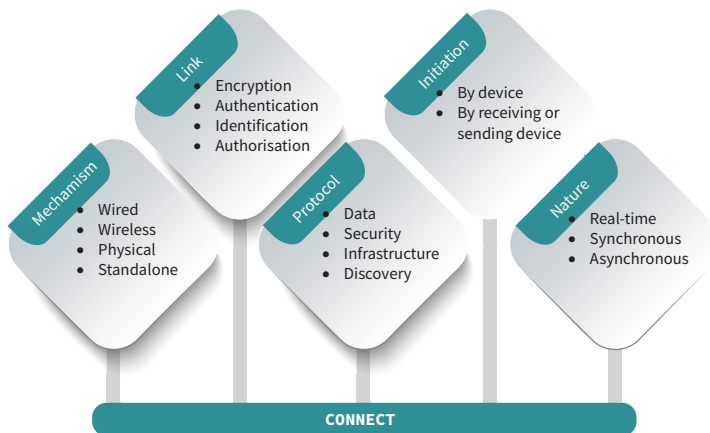 Mechamism
Wired
Wireless
Physical
Standalone
Link
Encryption
Authentication
Identification
Authorisation
Protocol
Data
Security
Infrastructure
Discovery
Initiation
By device
By receiving or
sending device
Nature
Real-time
Synchronous
Asynchronous
CONNECT